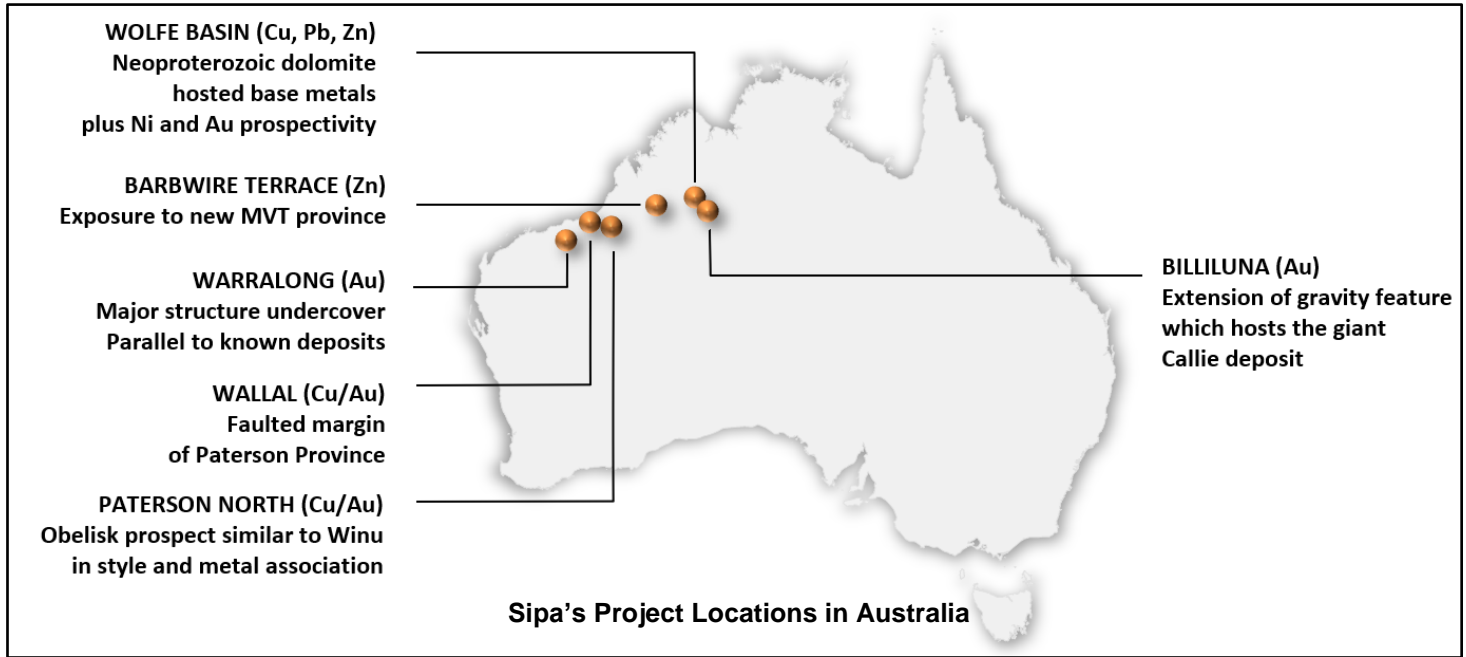 WOLFE BASIN (Cu, Pb, Zn)
Neoproterozoic dolomite
hosted base metals
plus Ni and Au prospectivity
BARBWIRE TERRACE (Zn)
Exposure to new MVT province
WARRALONG (Au)
Major structure undercover
Parallel to known deposits
WALLAL (Cu/Au)
Faulted margin
of Paterson Province
PATERSON NORTH (Cu/Au)
Obelisk prospect similar to Winu
in style and metal association
BILLILUNA (Au)
Extension of gravity feature
which hosts the giant
Callie deposit
Sipa's Project Locations in Australia